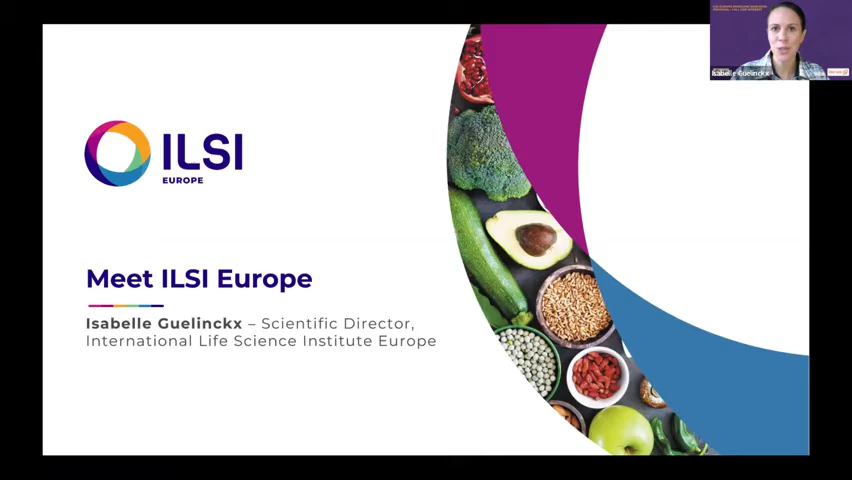 ILSI
EUROPE
Meet ILSI Europe
Isabelle Guelinckx – Scientific Director,
International Life Science Institute Europe
Isabelle Guelinckx